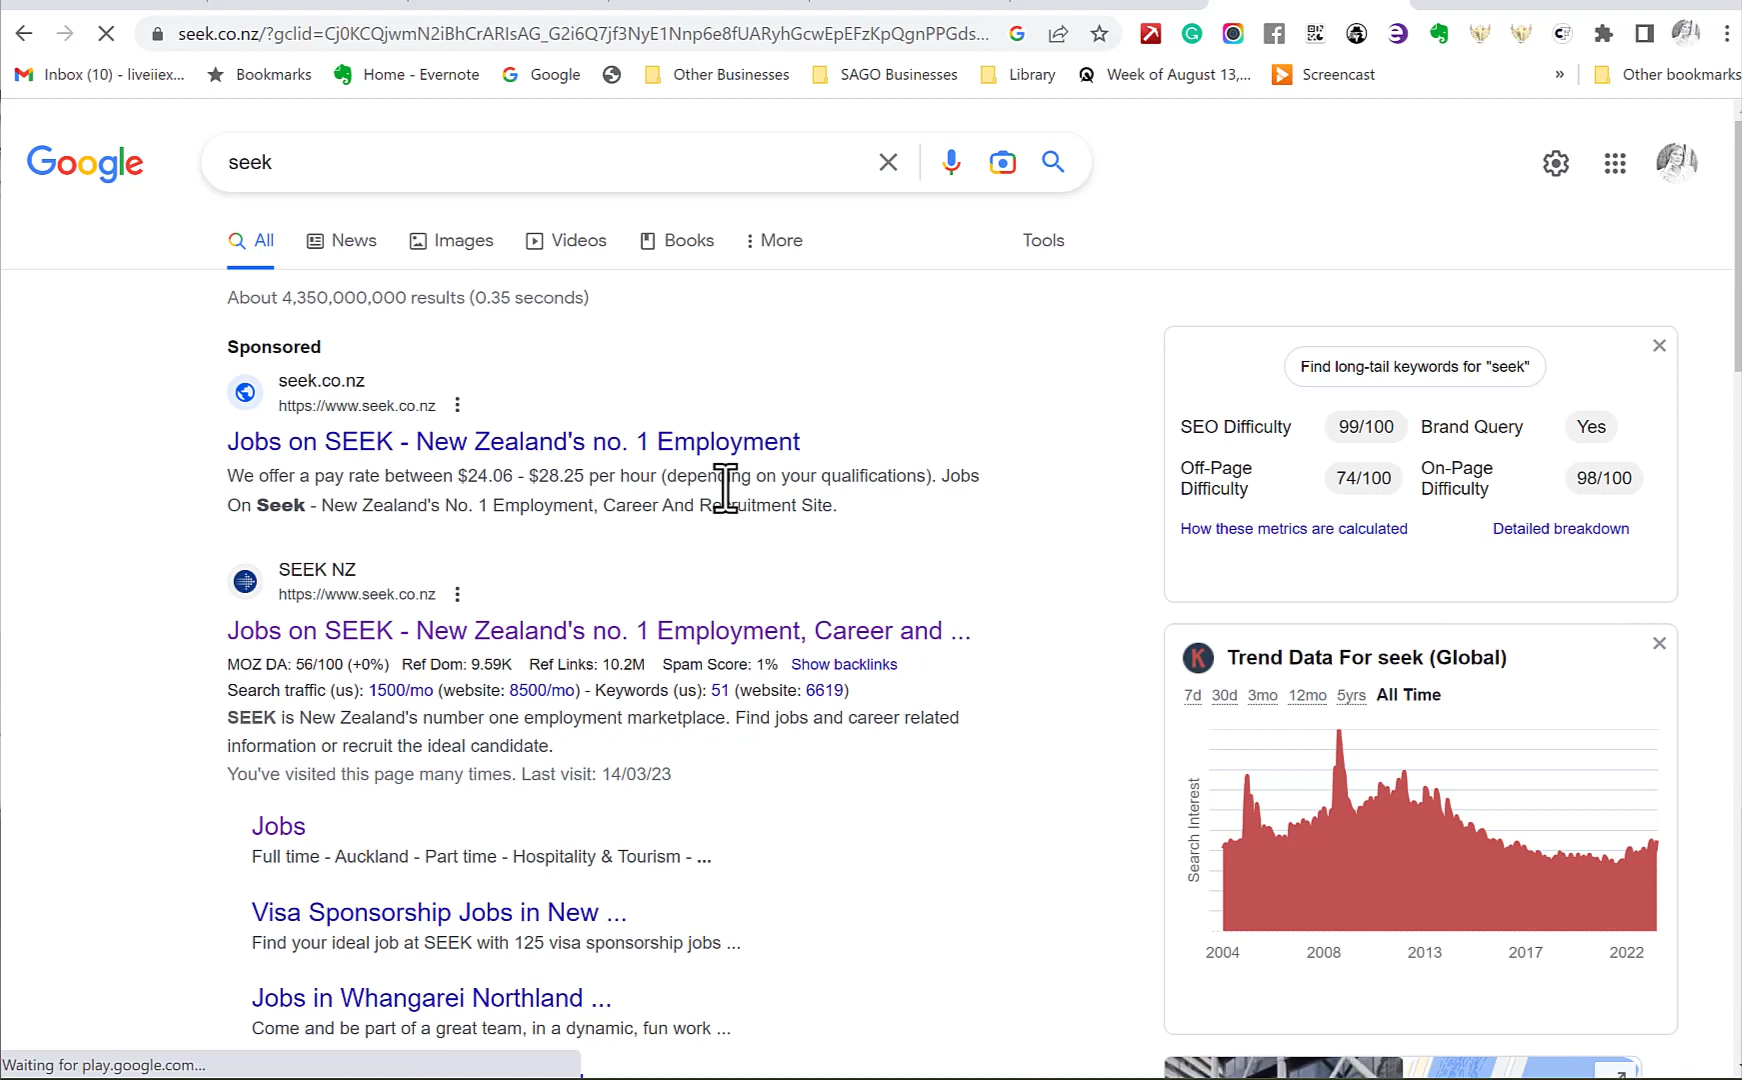 seek.co.nz/?gclid=Cj0KCQjwmN2iBhCrARIsAG_G2i6Q7jf3NyE1Nnp6e8fUARyhGcwEpEFzKpQgnPPGds...
Inbox (10) - liveiiex... Bookmarks Home - Evernote Google Other Businesses SAGO Businesses Library Week of August 13,... Screencast » Other bookmarks
Google
seek
All News Images Videos Books More Tools
About 4,350,000,000 results (0.35 seconds)
Sponsored
seek.co.nz
https://www.seek.co.nz
Jobs on SEEK - New Zealand's no. 1 Employment
We offer a pay rate between $24.06 - $28.25 per hour (depending on your qualifications). Jobs
On Seek - New Zealand's No. 1 Employment, Career And Recruitment Site.
SEEK NZ
https://www.seek.co.nz
Jobs on SEEK - New Zealand's no. 1 Employment, Career and ...
MOZ DA: 56/100 (+0%) Ref Dom: 9.59K Ref Links: 10.2M Spam Score: 1% Show backlinks
Search traffic (us): 1500/mo (website: 8500/mo) - Keywords (us): 51 (website: 6619)
SEEK is New Zealand's number one employment marketplace. Find jobs and career related
information or recruit the ideal candidate.
You've visited this page many times. Last visit: 14/03/23
Jobs
Full time - Auckland - Part time - Hospitality & Tourism - ...
Visa Sponsorship Jobs in New ...
Find your ideal job at SEEK with 125 visa sponsorship jobs ...
Jobs in Whangarei Northland ...
Come and be part of a great team, in a dynamic, fun work ...
Waiting for play.google.com...
Find long-tail keywords for "seek"
SEO Difficulty 99/100 Brand Query Yes
Off-Page Difficulty 74/100 On-Page Difficulty 98/100
How these metrics are calculated Detailed breakdown
K Trend Data For seek (Global)
7d 30d 3mo 12mo 5yrs All Time
Search Interest
2004 2008 2013 2017 2022